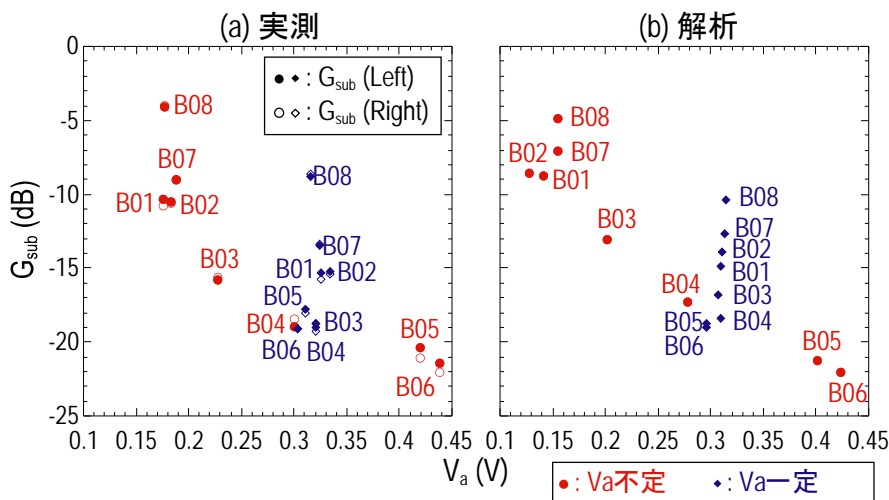 (a) 実測
(b) 解析
0
-5
-10
-15
-20
-25
G_sub (dB)
● ◆ : G_sub (Left)
○ ◇ : G_sub (Right)
B08
B07
B01
B02
B03
B04
B05
B06
B08
B07
B01
B02
B05
B03
B06
B04
0.1 0.15 0.2 0.25 0.3 0.35 0.4 0.45
B08
B07
B02
B01
B03
B04
B05
B06
B08
B07
B02
B01
B03
B04
B05
B06
0.1 0.15 0.2 0.25 0.3 0.35 0.4 0.45
V_a (V)
● : Va不定 ◆ : Va一定